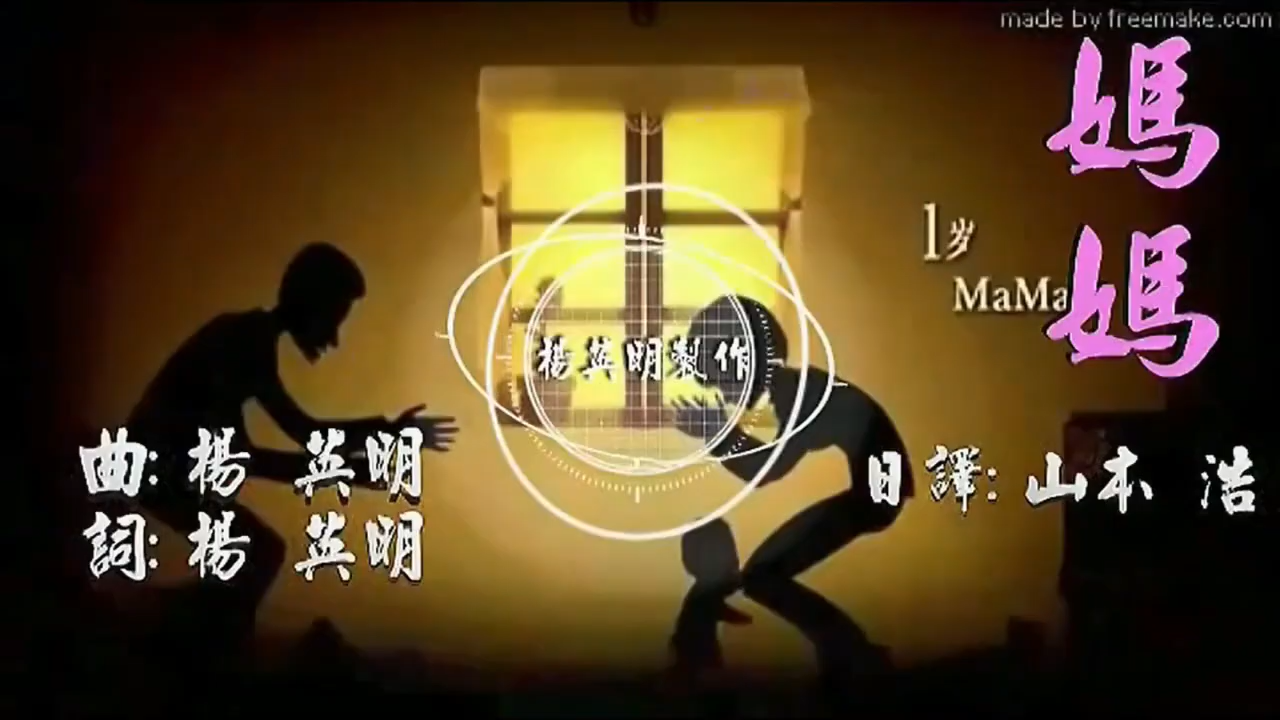 made by freemake.com
媽
媽
1岁
MaMa
楊英明製作
曲: 楊 英明
詞: 楊 英明
日譯: 山本 浩